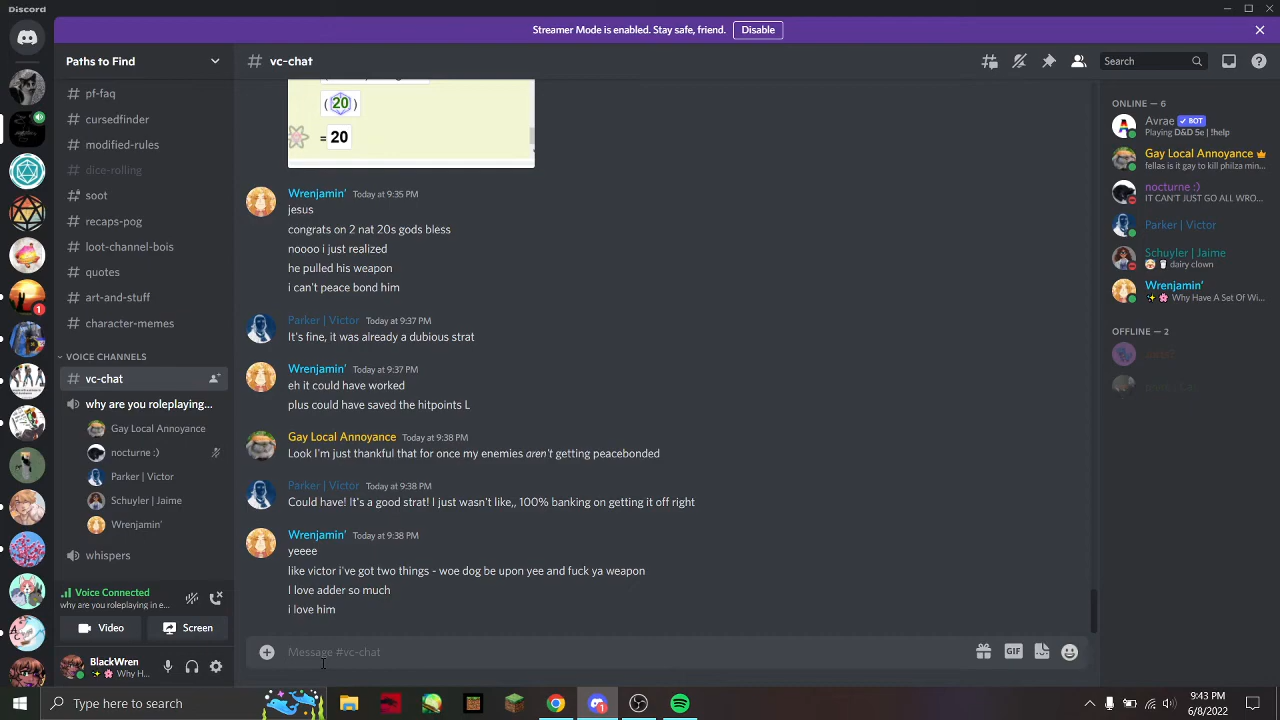 Discord
Streamer Mode is enabled. Stay safe, friend.
Disable
Paths to Find
vc-chat
Search
pf-faq
cursedfinder
modified-rules
dice-rolling
soot
recaps-pog
loot-channel-bois
quotes
art-and-stuff
character-memes
VOICE CHANNELS
vc-chat
why are you roleplaying...
Gay Local Annoyance
nocturne :)
Parker | Victor
Schuyler | Jaime
Wrenjamin'
whispers
Voice Connected
why are you roleplaying in e...
Video
Screen
BlackWren
✨ 🌸 Why H...
( 20 )
= 20
Wrenjamin' Today at 9:35 PM
jesus
congrats on 2 nat 20s gods bless
noooo i just realized
he pulled his weapon
i can't peace bond him
Parker | Victor Today at 9:37 PM
It's fine, it was already a dubious strat
Wrenjamin' Today at 9:37 PM
eh it could have worked
plus could have saved the hitpoints L
Gay Local Annoyance Today at 9:38 PM
Look I'm just thankful that for once my enemies aren't getting peacebonded
Parker | Victor Today at 9:38 PM
Could have! It's a good strat! I just wasn't like,, 100% banking on getting it off right
Wrenjamin' Today at 9:38 PM
yeeee
like victor i've got two things - woe dog be upon yee and fuck ya weapon
I love adder so much
i love him
Message #vc-chat
GIF
ONLINE — 6
Avrae ✔ BOT
Playing D&D 5e | !help
Gay Local Annoyance
fellas is it gay to kill philza min...
nocturne :)
IT CAN'T JUST GO ALL WRO...
Parker | Victor
Schuyler | Jaime
dairy clown
Wrenjamin'
✨ 🌸 Why Have A Set Of Wi...
OFFLINE — 2
1
Type here to search
1
9:43 PM
6/8/2022